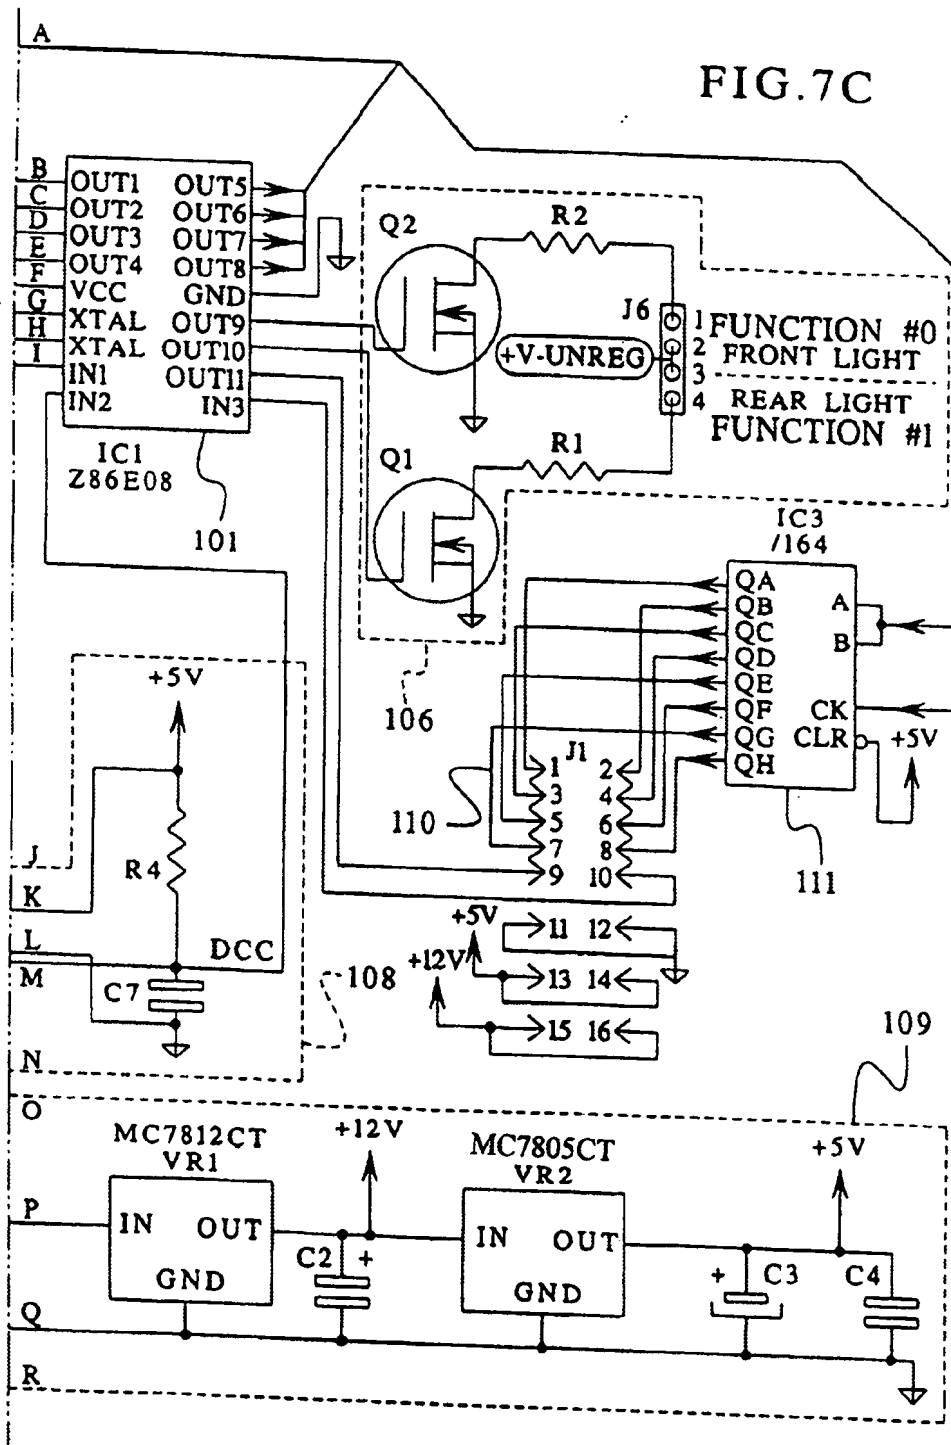 A
FIG.7C
B
C
D
E
F
G
H
I
OUT1 OUT5
OUT2 OUT6
OUT3 OUT7
OUT4 OUT8
VCC GND
XTAL OUT9
XTAL OUT10
IN1 OUT11
IN2 IN3
IC1
Z86E08
101
Q2
R2
J6
1 FUNCTION #0
2 FRONT LIGHT
+V-UNREG
3
4 REAR LIGHT
FUNCTION #1
Q1
R1
106
IC3
/164
QA
QB
QC
QD
QE
QF
QG
QH
A
B
CK
CLR
+5V
111
J1
110
1 2
3 4
5 6
7 8
9 10
+5V
11 12
+12V
13 14
15 16
+5V
J
R4
K
L
DCC
M
C7
108
N
109
O
MC7812CT
VR1
+12V
MC7805CT
VR2
+5V
P
IN OUT
GND
C2 +
IN OUT
GND
+ C3
C4
Q
R